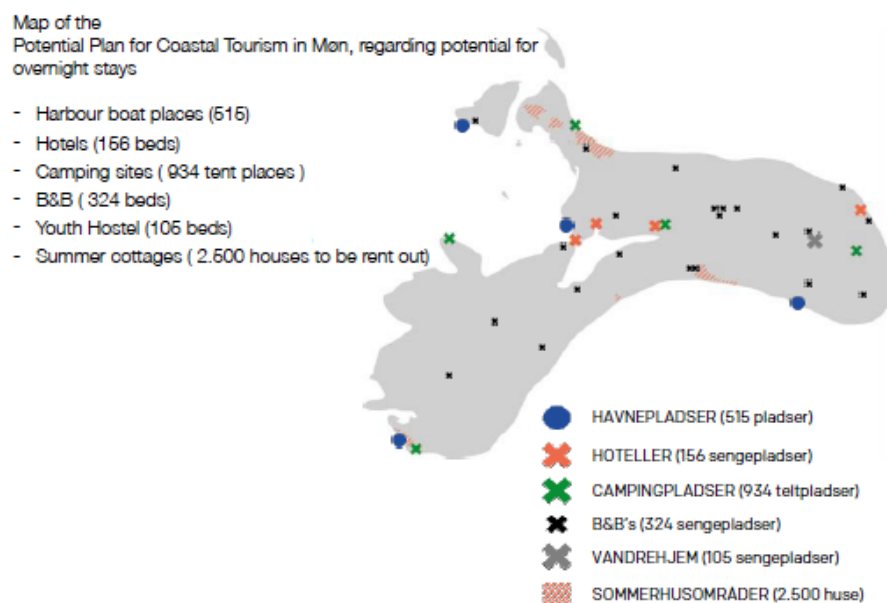 Map of the
Potential Plan for Coastal Tourism in Møn, regarding potential for
overnight stays
- Harbour boat places (515)
- Hotels (156 beds)
- Camping sites ( 934 tent places )
- B&B ( 324 beds)
- Youth Hostel (105 beds)
- Summer cottages ( 2.500 houses to be rent out)
HAVNEPLADSER (515 pladser)
HOTELLER (156 sengepladser)
CAMPINGPLADSER (934 teltpladser)
B&B's (324 sengepladser)
VANDREHJEM (105 sengepladser)
SOMMERHUSOMRÅDER (2.500 huse)